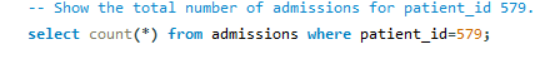 -- Show the total number of admissions for patient_id 579.
select count(*) from admissions where patient_id=579;